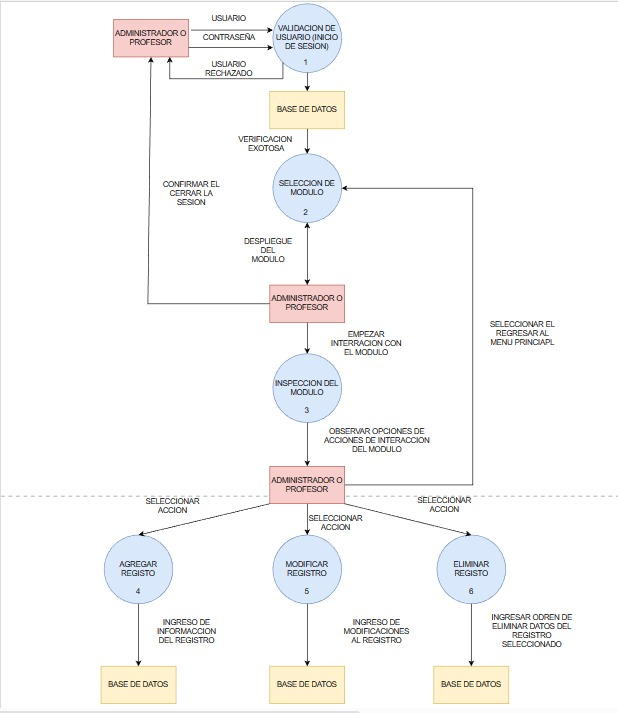 USUARIO
ADMINISTRADOR O
PROFESOR
CONTRASEÑA
VALIDACION DE
USUARIO (INICIO
DE SESION)
1
USUARIO
RECHAZADO
BASE DE DATOS
VERIFICACION
EXOTOSA
SELECCION DE
MODULO
2
CONFIRMAR EL
CERRAR LA
SESION
DESPLIEGUE
DEL
MODULO
ADMINISTRADOR O
PROFESOR
EMPEZAR
INTERRACION CON
EL MODULO
SELECCIONAR EL
REGRESAR AL
MENU PRINCIAPL
INSPECCION DEL
MODULO
3
OBSERVAR OPCIONES DE
ACCIONES DE INTERACCION
DEL MODULO
ADMINISTRADOR O
PROFESOR
SELECCIONAR
ACCION
SELECCIONAR
ACCION
SELECCIONAR
ACCION
AGREGAR
REGISTO
4
MODIFICAR
REGISTRO
5
ELIMINAR
REGISTO
6
INGRESO DE
INFORMACCION
DEL REGISTRO
INGRESO DE
MODIFICACIONES
AL REGISTRO
INGRESAR ODREN DE
ELIMINAR DATOS DEL
REGISTRO
SELECCIONADO
BASE DE DATOS
BASE DE DATOS
BASE DE DATOS